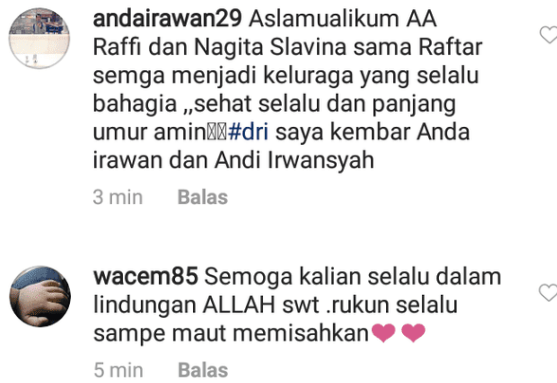 andairawan29 Aslamualikum AA
Raffi dan Nagita Slavina sama Raftar
semga menjadi keluraga yang selalu
bahagia ,,sehat selalu dan panjang
umur amin#dri saya kembar Anda
irawan dan Andi Irwansyah
3 min Balas
wacem85 Semoga kalian selalu dalam
lindungan ALLAH swt .rukun selalu
sampe maut memisahkan❤❤
5 min Balas